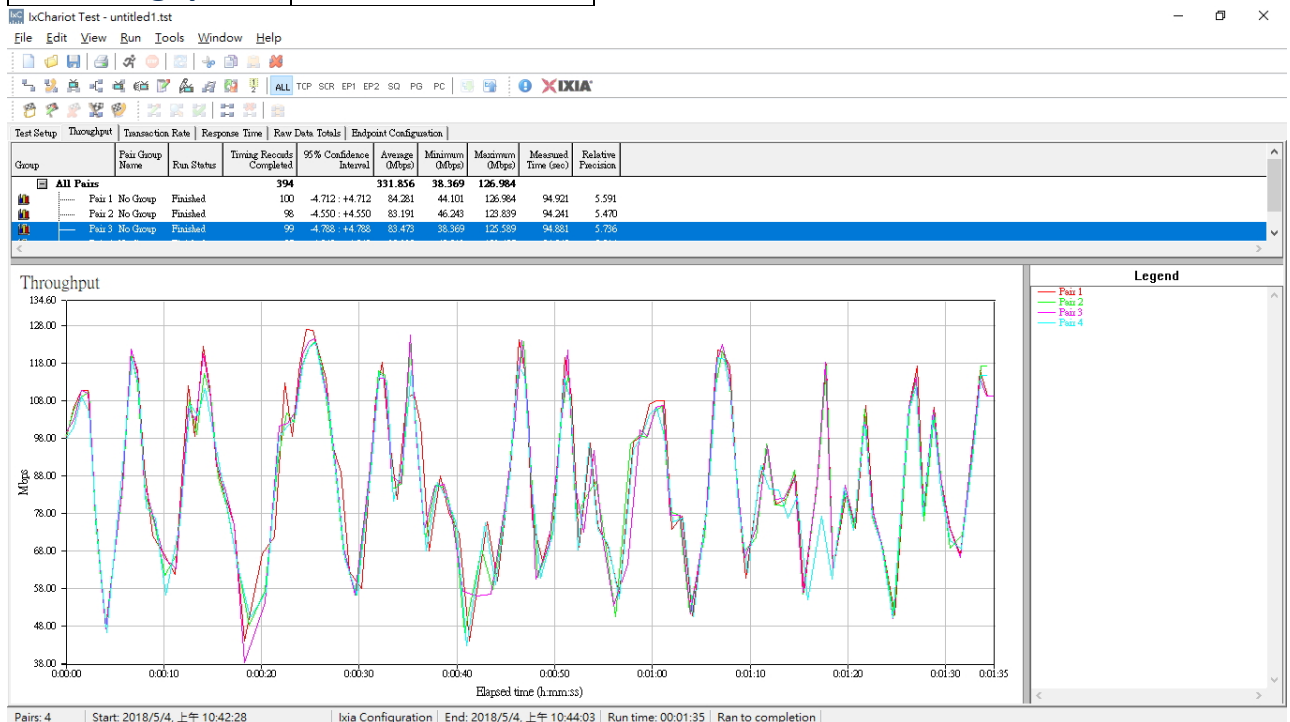 IxChariot Test - untitled1.tst
File Edit View Run Tools Window Help
ALL TCP SCR EP1 EP2 SQ PG PC XIXIA
Test Setup Throughput Transaction Rate Response Time Raw Data Totals Endpoint Configuration
Group Pair Group Name Run Status Timing Records Completed 95% Confidence Interval Average (Mbps) Minimum (Mbps) Maximum (Mbps) Measured Time (sec) Relative Precision
All Pairs 394 331.856 38.369 126.984
Pair 1 No Group Finished 100 -4.712 : +4.712 84.281 44.101 126.984 94.921 5.591
Pair 2 No Group Finished 98 -4.550 : +4.550 83.191 46.243 123.839 94.241 5.470
Pair 3 No Group Finished 99 -4.788 : +4.788 83.473 38.369 125.589 94.881 5.736
Throughput
134.60
128.00
118.00
108.00
98.00
88.00
78.00
68.00
58.00
48.00
38.00
Mbps
0:00:00 0:00:10 0:00:20 0:00:30 0:00:40 0:00:50 0:01:00 0:01:10 0:01:20 0:01:30 0:01:35
Elapsed time (h:mm:ss)
Legend
Pair 1
Pair 2
Pair 3
Pair 4
Pairs: 4 Start: 2018/5/4, 上午 10:42:28 Ixia Configuration End: 2018/5/4, 上午 10:44:03 Run time: 00:01:35 Ran to completion